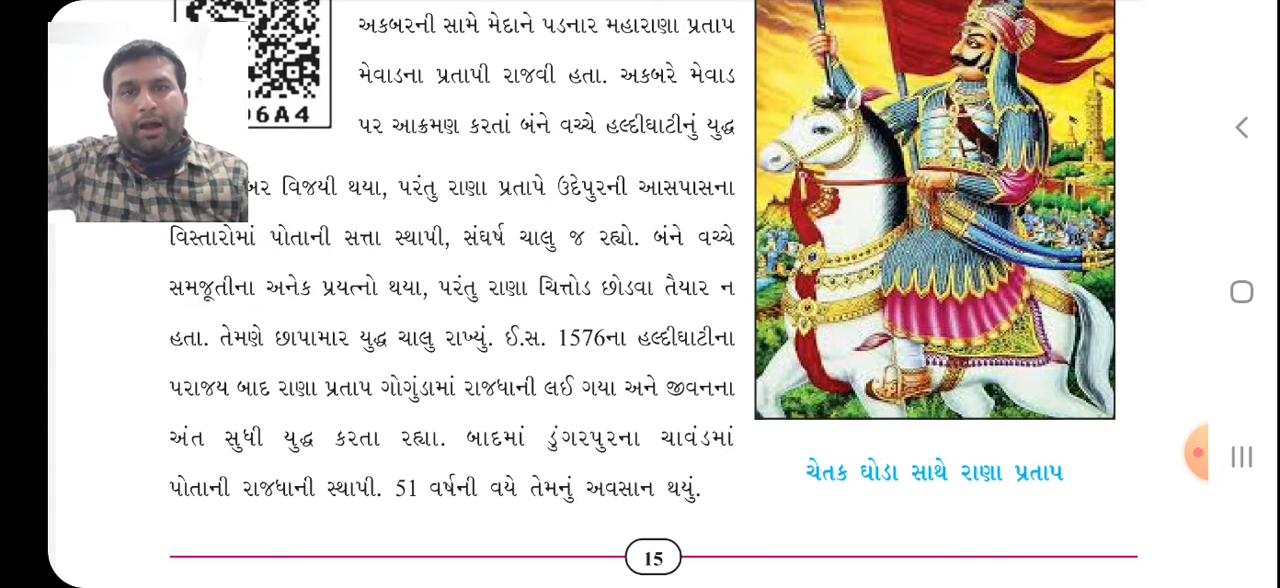 અકબરની સામે મેદાને પડનાર મહારાણા પ્રતાપ
મેવાડના પ્રતાપી રાજવી હતા. અકબરે મેવાડ
06A4
પર આક્રમણ કરતાં બંને વચ્ચે હલ્દીઘાટીનું યુદ્ધ
વિજયી થયા, પરંતુ રાણા પ્રતાપે ઉદેપુરની આસપાસના
વિસ્તારોમાં પોતાની સત્તા સ્થાપી, સંઘર્ષ ચાલુ જ રહ્યો. બંને વચ્ચે
સમજૂતીના અનેક પ્રયત્નો થયા, પરંતુ રાણા ચિત્તોડ છોડવા તૈયાર ન
હતા. તેમણે છાપામાર યુદ્ધ ચાલુ રાખ્યું. ઈ.સ. 1576ના હલ્દીઘાટીના
પરાજય બાદ રાણા પ્રતાપ ગોગુંડામાં રાજધાની લઈ ગયા અને જીવનના
અંત સુધી યુદ્ધ કરતા રહ્યા. બાદમાં ડુંગરપુરના ચાવંડમાં
પોતાની રાજધાની સ્થાપી. 51 વર્ષની વયે તેમનું અવસાન થયું.
ચેતક ઘોડા સાથે રાણા પ્રતાપ
15